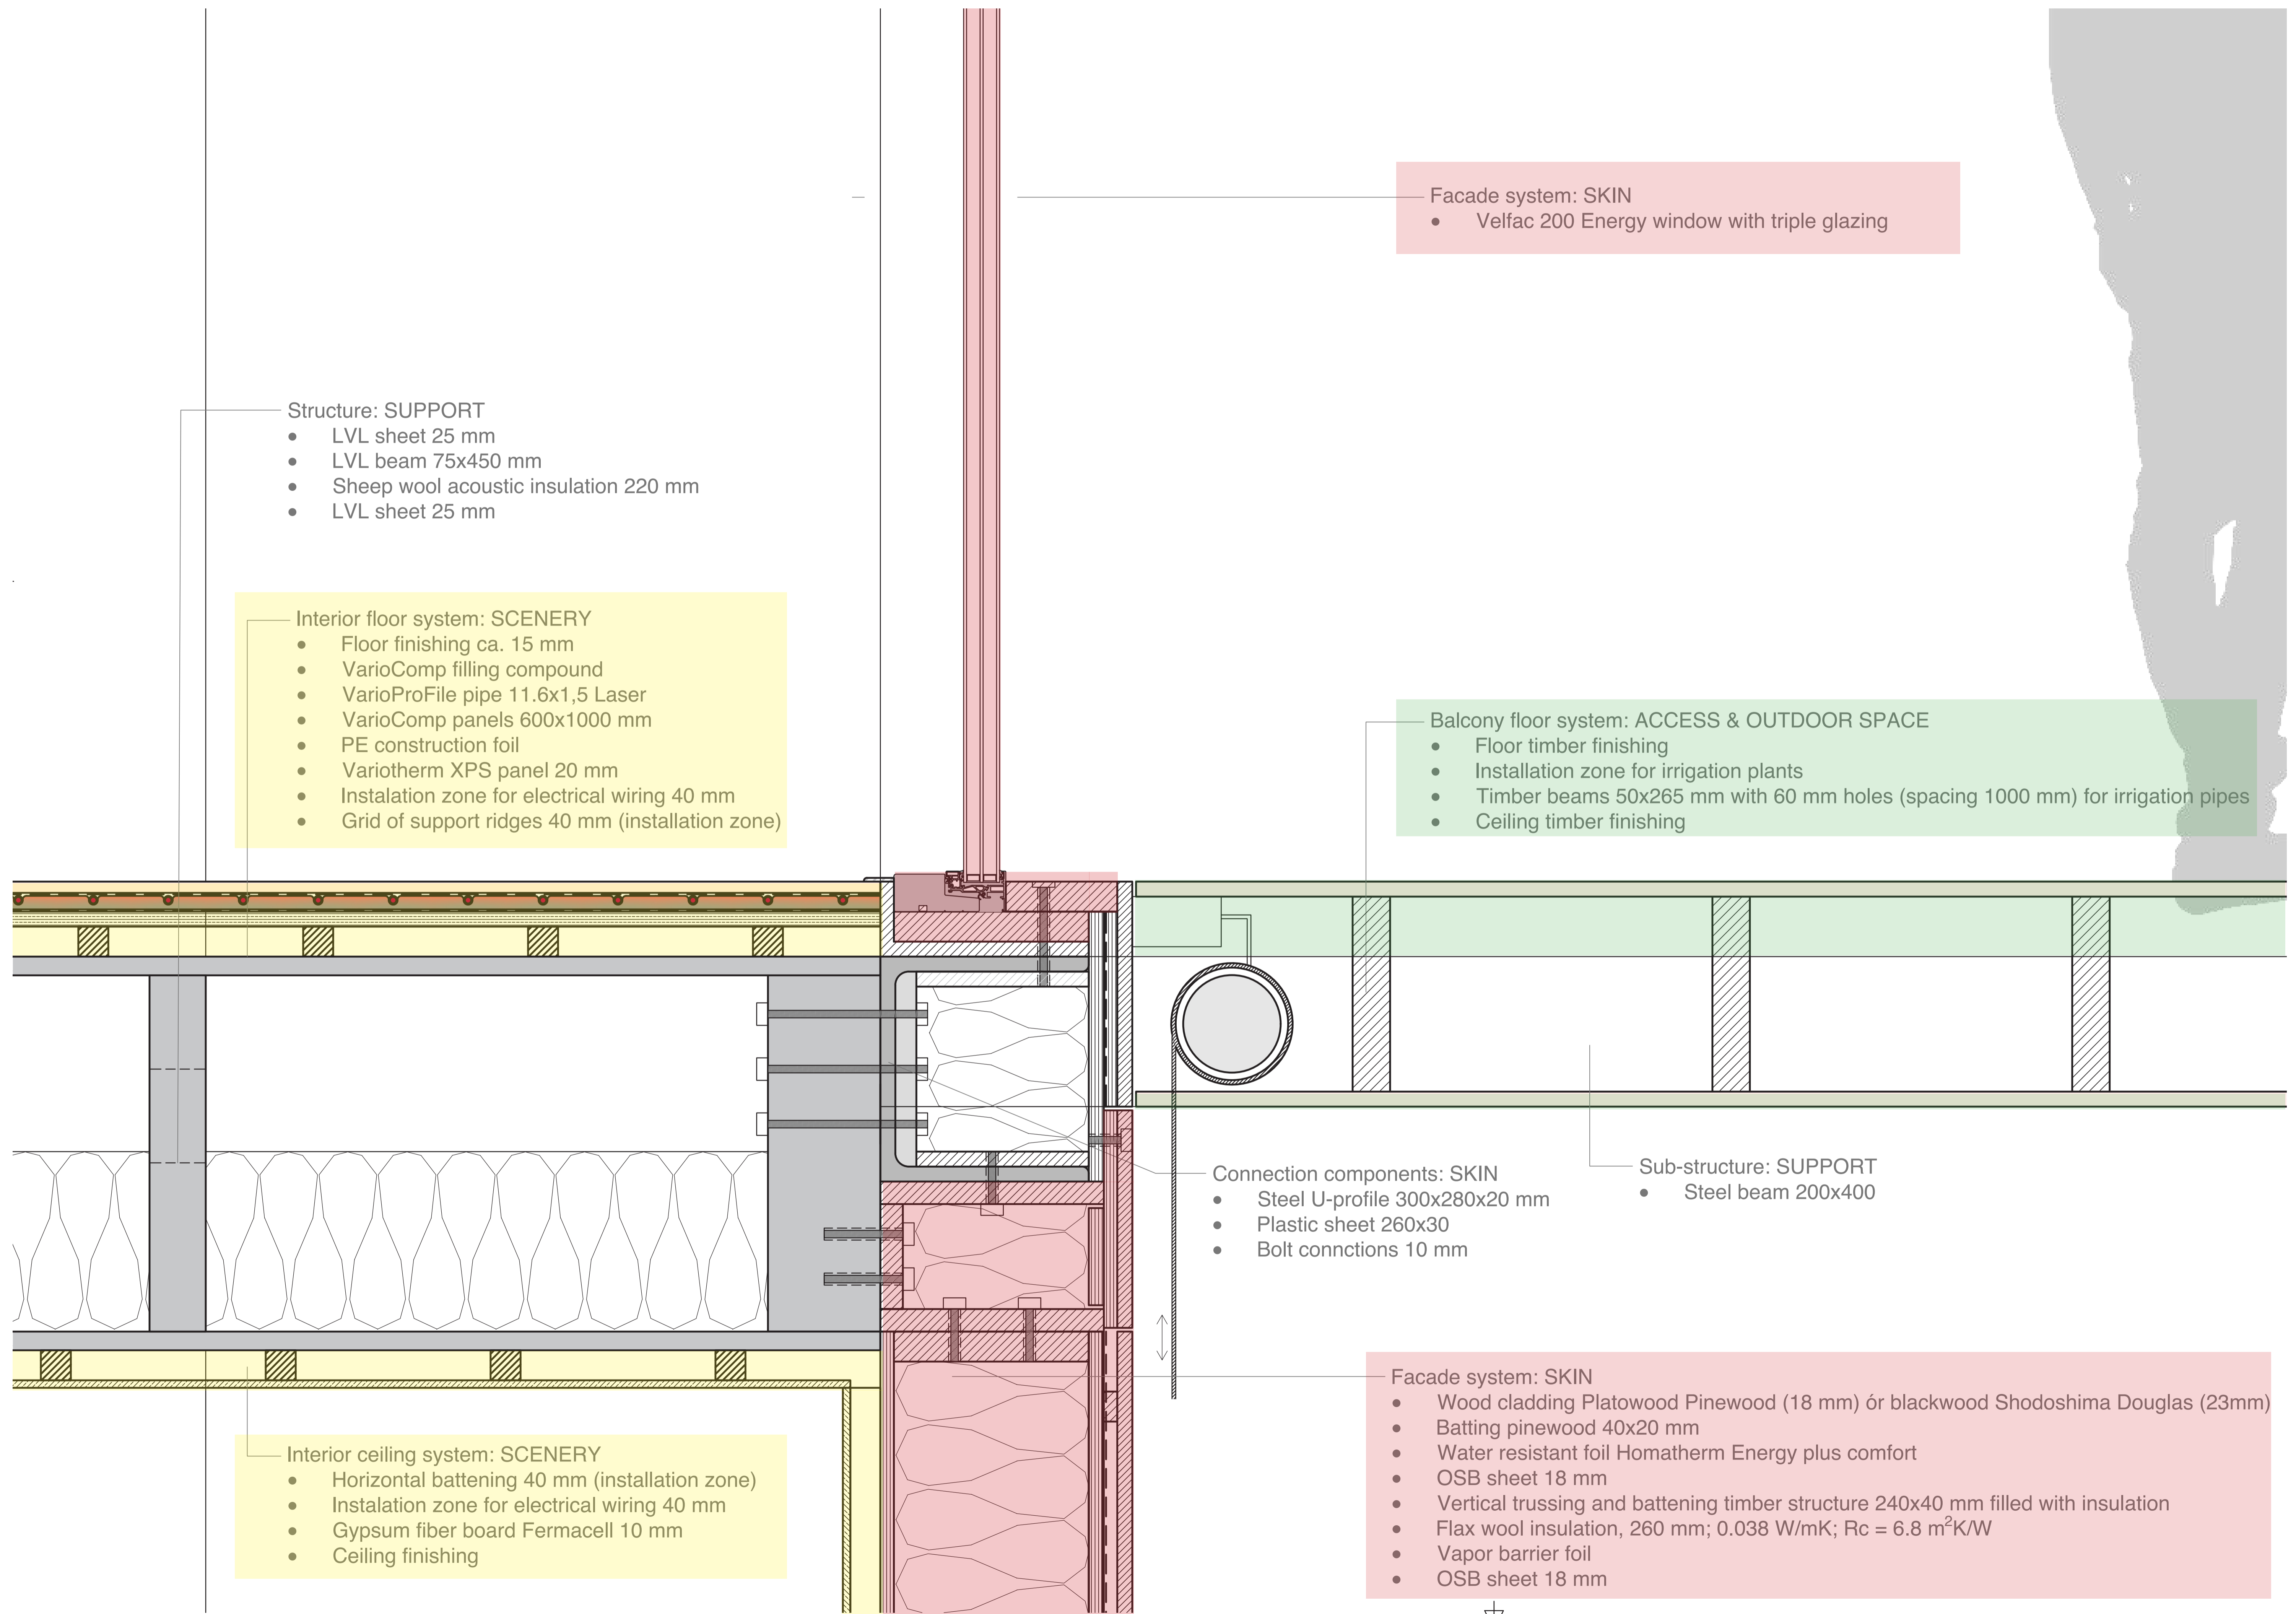 Facade system: SKIN
● Velfac 200 Energy window with triple glazing
Structure: SUPPORT
● LVL sheet 25 mm
● LVL beam 75x450 mm
● Sheep wool acoustic insulation 220 mm
● LVL sheet 25 mm
Interior floor system: SCENERY
● Floor finishing ca. 15 mm
● VarioComp filling compound
● VarioProFile pipe 11.6x1,5 Laser
● VarioComp panels 600x1000 mm
● PE construction foil
● Variotherm XPS panel 20 mm
● Instalation zone for electrical wiring 40 mm
● Grid of support ridges 40 mm (installation zone)
Balcony floor system: ACCESS & OUTDOOR SPACE
● Floor timber finishing
● Installation zone for irrigation plants
● Timber beams 50x265 mm with 60 mm holes (spacing 1000 mm) for irrigation pipes
● Ceiling timber finishing
Connection components: SKIN
● Steel U-profile 300x280x20 mm
● Plastic sheet 260x30
● Bolt connctions 10 mm
Sub-structure: SUPPORT
● Steel beam 200x400
Interior ceiling system: SCENERY
● Horizontal battening 40 mm (installation zone)
● Instalation zone for electrical wiring 40 mm
● Gypsum fiber board Fermacell 10 mm
● Ceiling finishing
Facade system: SKIN
● Wood cladding Platowood Pinewood (18 mm) ór blackwood Shodoshima Douglas (23mm)
● Batting pinewood 40x20 mm
● Water resistant foil Homatherm Energy plus comfort
● OSB sheet 18 mm
● Vertical trussing and battening timber structure 240x40 mm filled with insulation
● Flax wool insulation, 260 mm; 0.038 W/mK; Rc = 6.8 m²K/W
● Vapor barrier foil
● OSB sheet 18 mm